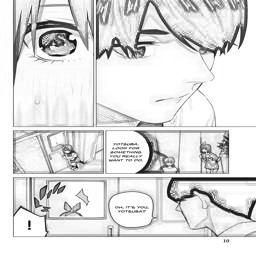 YOTSUBA,
LOOK FOR
SOMETHING
YOU REALLY
WANT TO DO.
OH, IT'S YOU,
YOTSUBA?
!
10